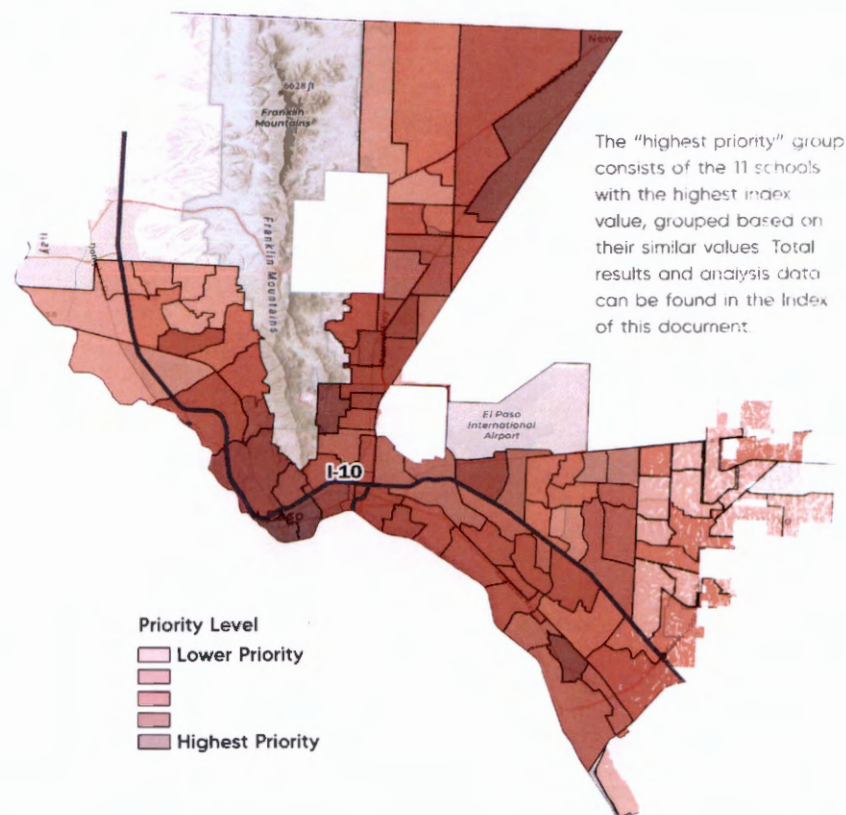 6628 ft
Franklin
Mountains
The "highest priority" group
consists of the 11 schools
with the highest index
value, grouped based on
their similar values. Total
results and analysis data
can be found in the Index
of this document.
Franklin Mountains
El Paso
International
Airport
I-10
Priority Level
Lower Priority
Highest Priority